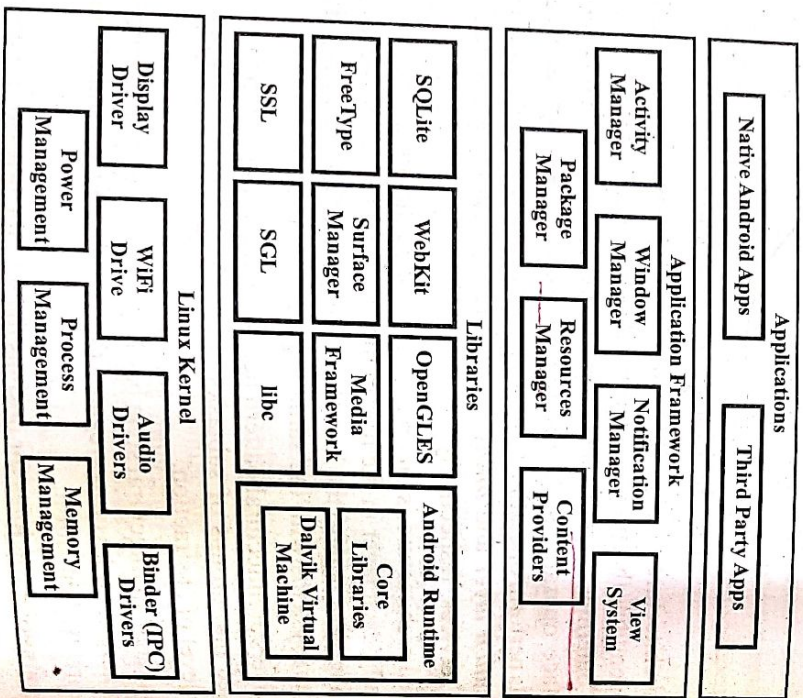 Applications
Native Android Apps
Third Party Apps
Application Framework
Activity
Manager
Window
Manager
Notification
Manager
View
System
Package
Manager
Resources
Manager
Content
Providers
Libraries
SQLite
WebKit
OpenGLES
FreeType
Surface
Manager
Media
Framework
SSL
SGL
libc
Android Runtime
Core
Libraries
Dalvik Virtual
Machine
Linux Kernel
Display
Driver
WiFi
Drive
Audio
Drivers
Binder (IPC)
Drivers
Power
Management
Process
Management
Memory
Management